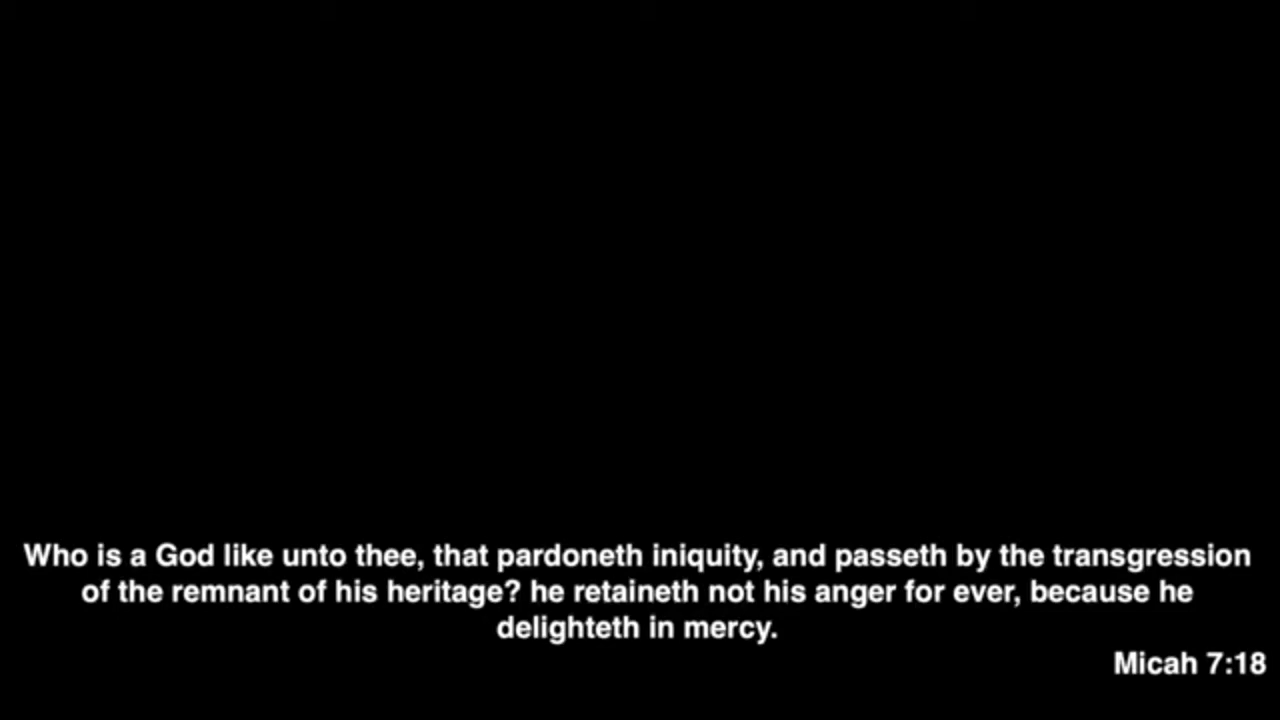 Who is a God like unto thee, that pardoneth iniquity, and passeth by the transgression
of the remnant of his heritage? he retaineth not his anger for ever, because he
delighteth in mercy.
Micah 7:18